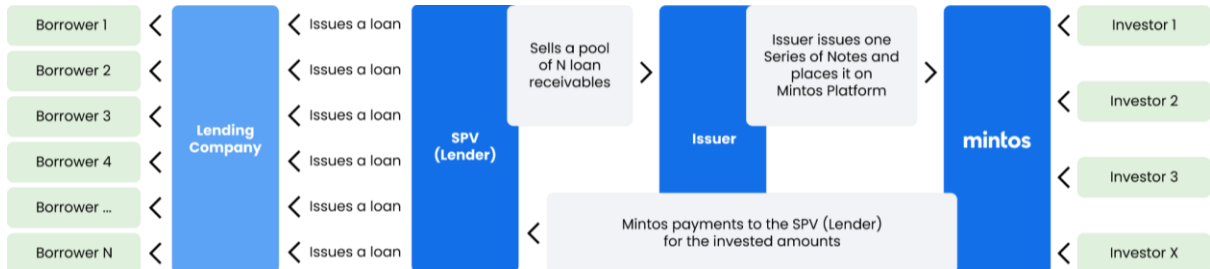 Borrower 1
Borrower 2
Borrower 3
Borrower 4
Borrower ...
Borrower N
Lending
Company
Issues a loan
Issues a loan
Issues a loan
Issues a loan
Issues a loan
Issues a loan
SPV
(Lender)
Sells a pool
of N loan
receivables
Issuer
Issuer issues one
Series of Notes and
places it on
Mintos Platform
Mintos payments to the SPV (Lender)
for the invested amounts
mintos
Investor 1
Investor 2
Investor 3
Investor X